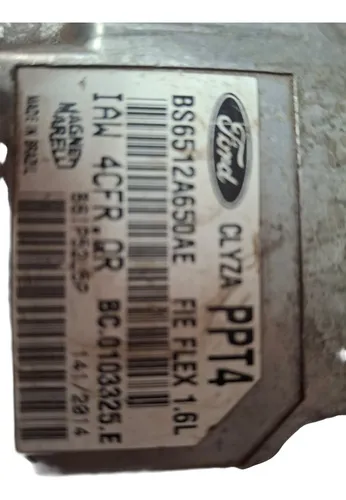 Ford CLYZA PPT4
BS6512A650AE FIE FLEX 1.6L
IAW 4CFR.QR BC.0103325.E
MAGNETI MARELLI
MADE IN BRAZIL
141/2014